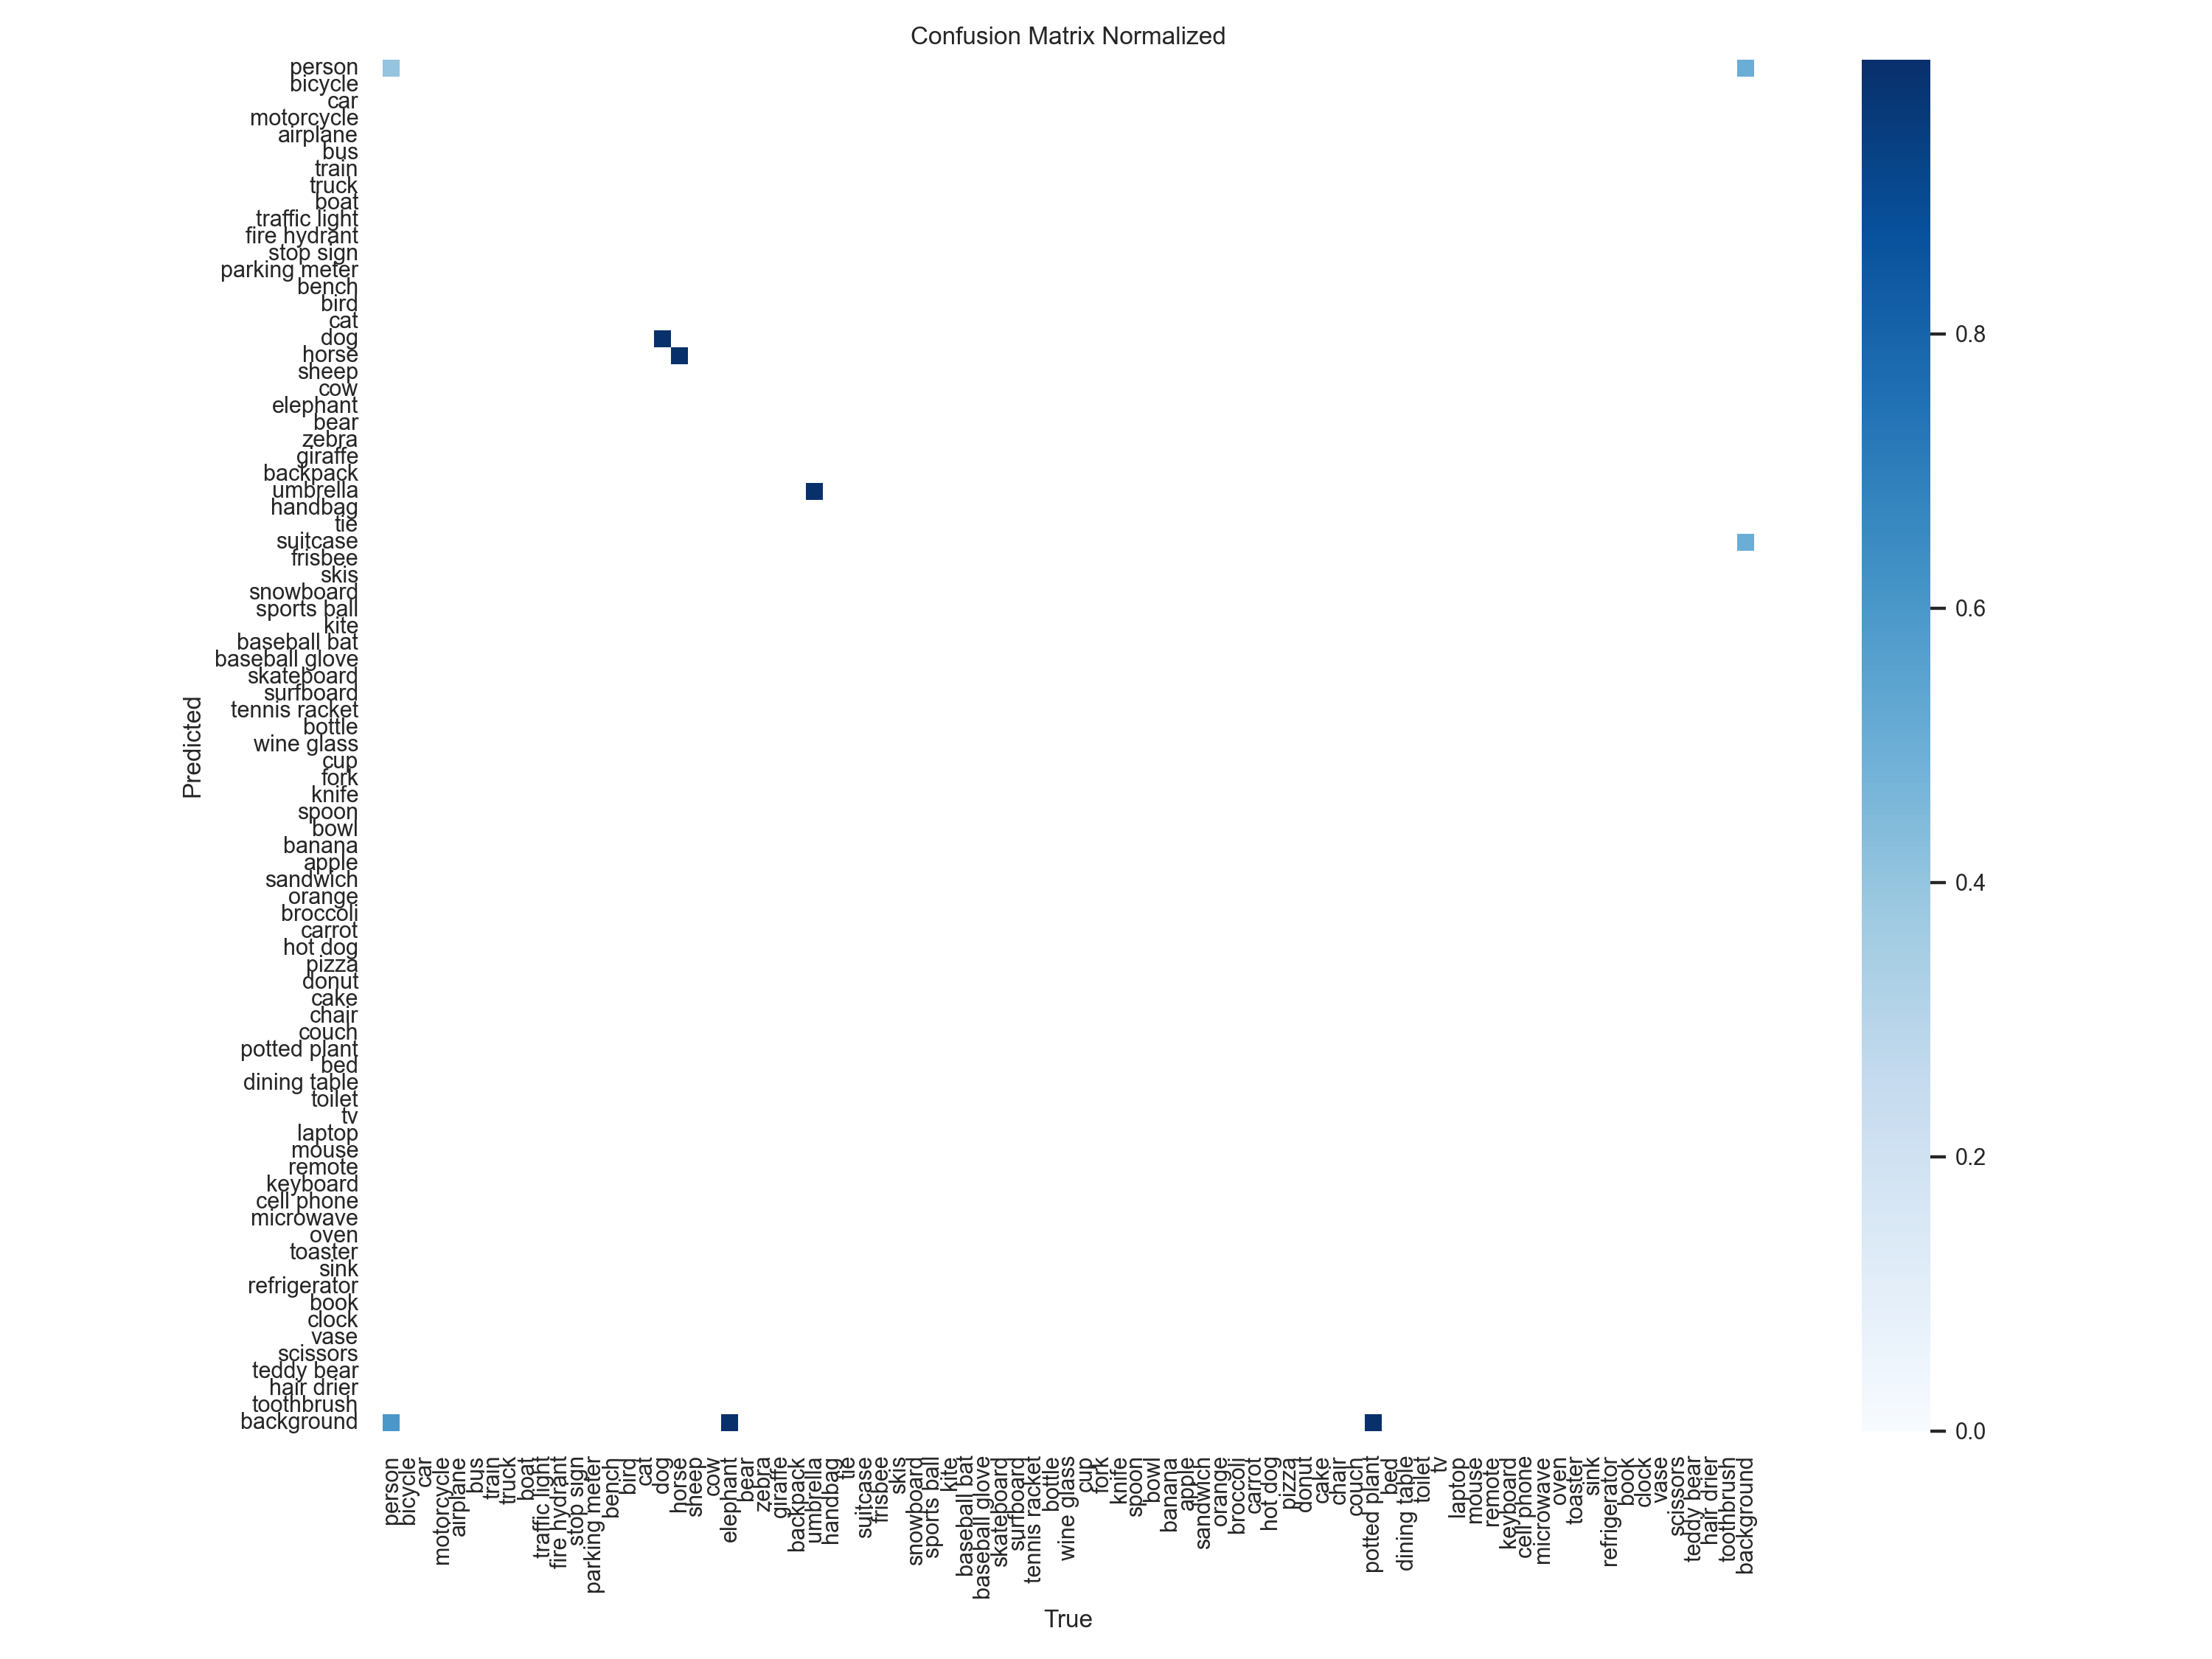 Confusion Matrix Normalized
person
bicycle
car
motorcycle
airplane
bus
train
truck
boat
traffic light
fire hydrant
stop sign
parking meter
bench
bird
cat
dog
horse
sheep
cow
elephant
bear
zebra
giraffe
backpack
umbrella
handbag
tie
suitcase
frisbee
skis
snowboard
sports ball
kite
baseball bat
baseball glove
skateboard
surfboard
tennis racket
bottle
wine glass
cup
fork
knife
spoon
bowl
banana
apple
sandwich
orange
broccoli
carrot
hot dog
pizza
donut
cake
chair
couch
potted plant
bed
dining table
toilet
tv
laptop
mouse
remote
keyboard
cell phone
microwave
oven
toaster
sink
refrigerator
book
clock
vase
scissors
teddy bear
hair drier
toothbrush
background
Predicted
0.8
0.6
0.4
0.2
0.0
person
bicycle
car
motorcycle
airplane
bus
train
truck
boat
traffic light
fire hydrant
stop sign
parking meter
bench
bird
cat
dog
horse
sheep
cow
elephant
bear
zebra
giraffe
backpack
umbrella
handbag
tie
suitcase
frisbee
skis
snowboard
sports ball
kite
baseball bat
baseball glove
skateboard
surfboard
tennis racket
bottle
wine glass
cup
fork
knife
spoon
bowl
banana
apple
sandwich
orange
broccoli
carrot
hot dog
pizza
donut
cake
chair
couch
potted plant
bed
dining table
toilet
tv
laptop
mouse
remote
keyboard
cell phone
microwave
oven
toaster
sink
refrigerator
book
clock
vase
scissors
teddy bear
hair drier
toothbrush
background
True